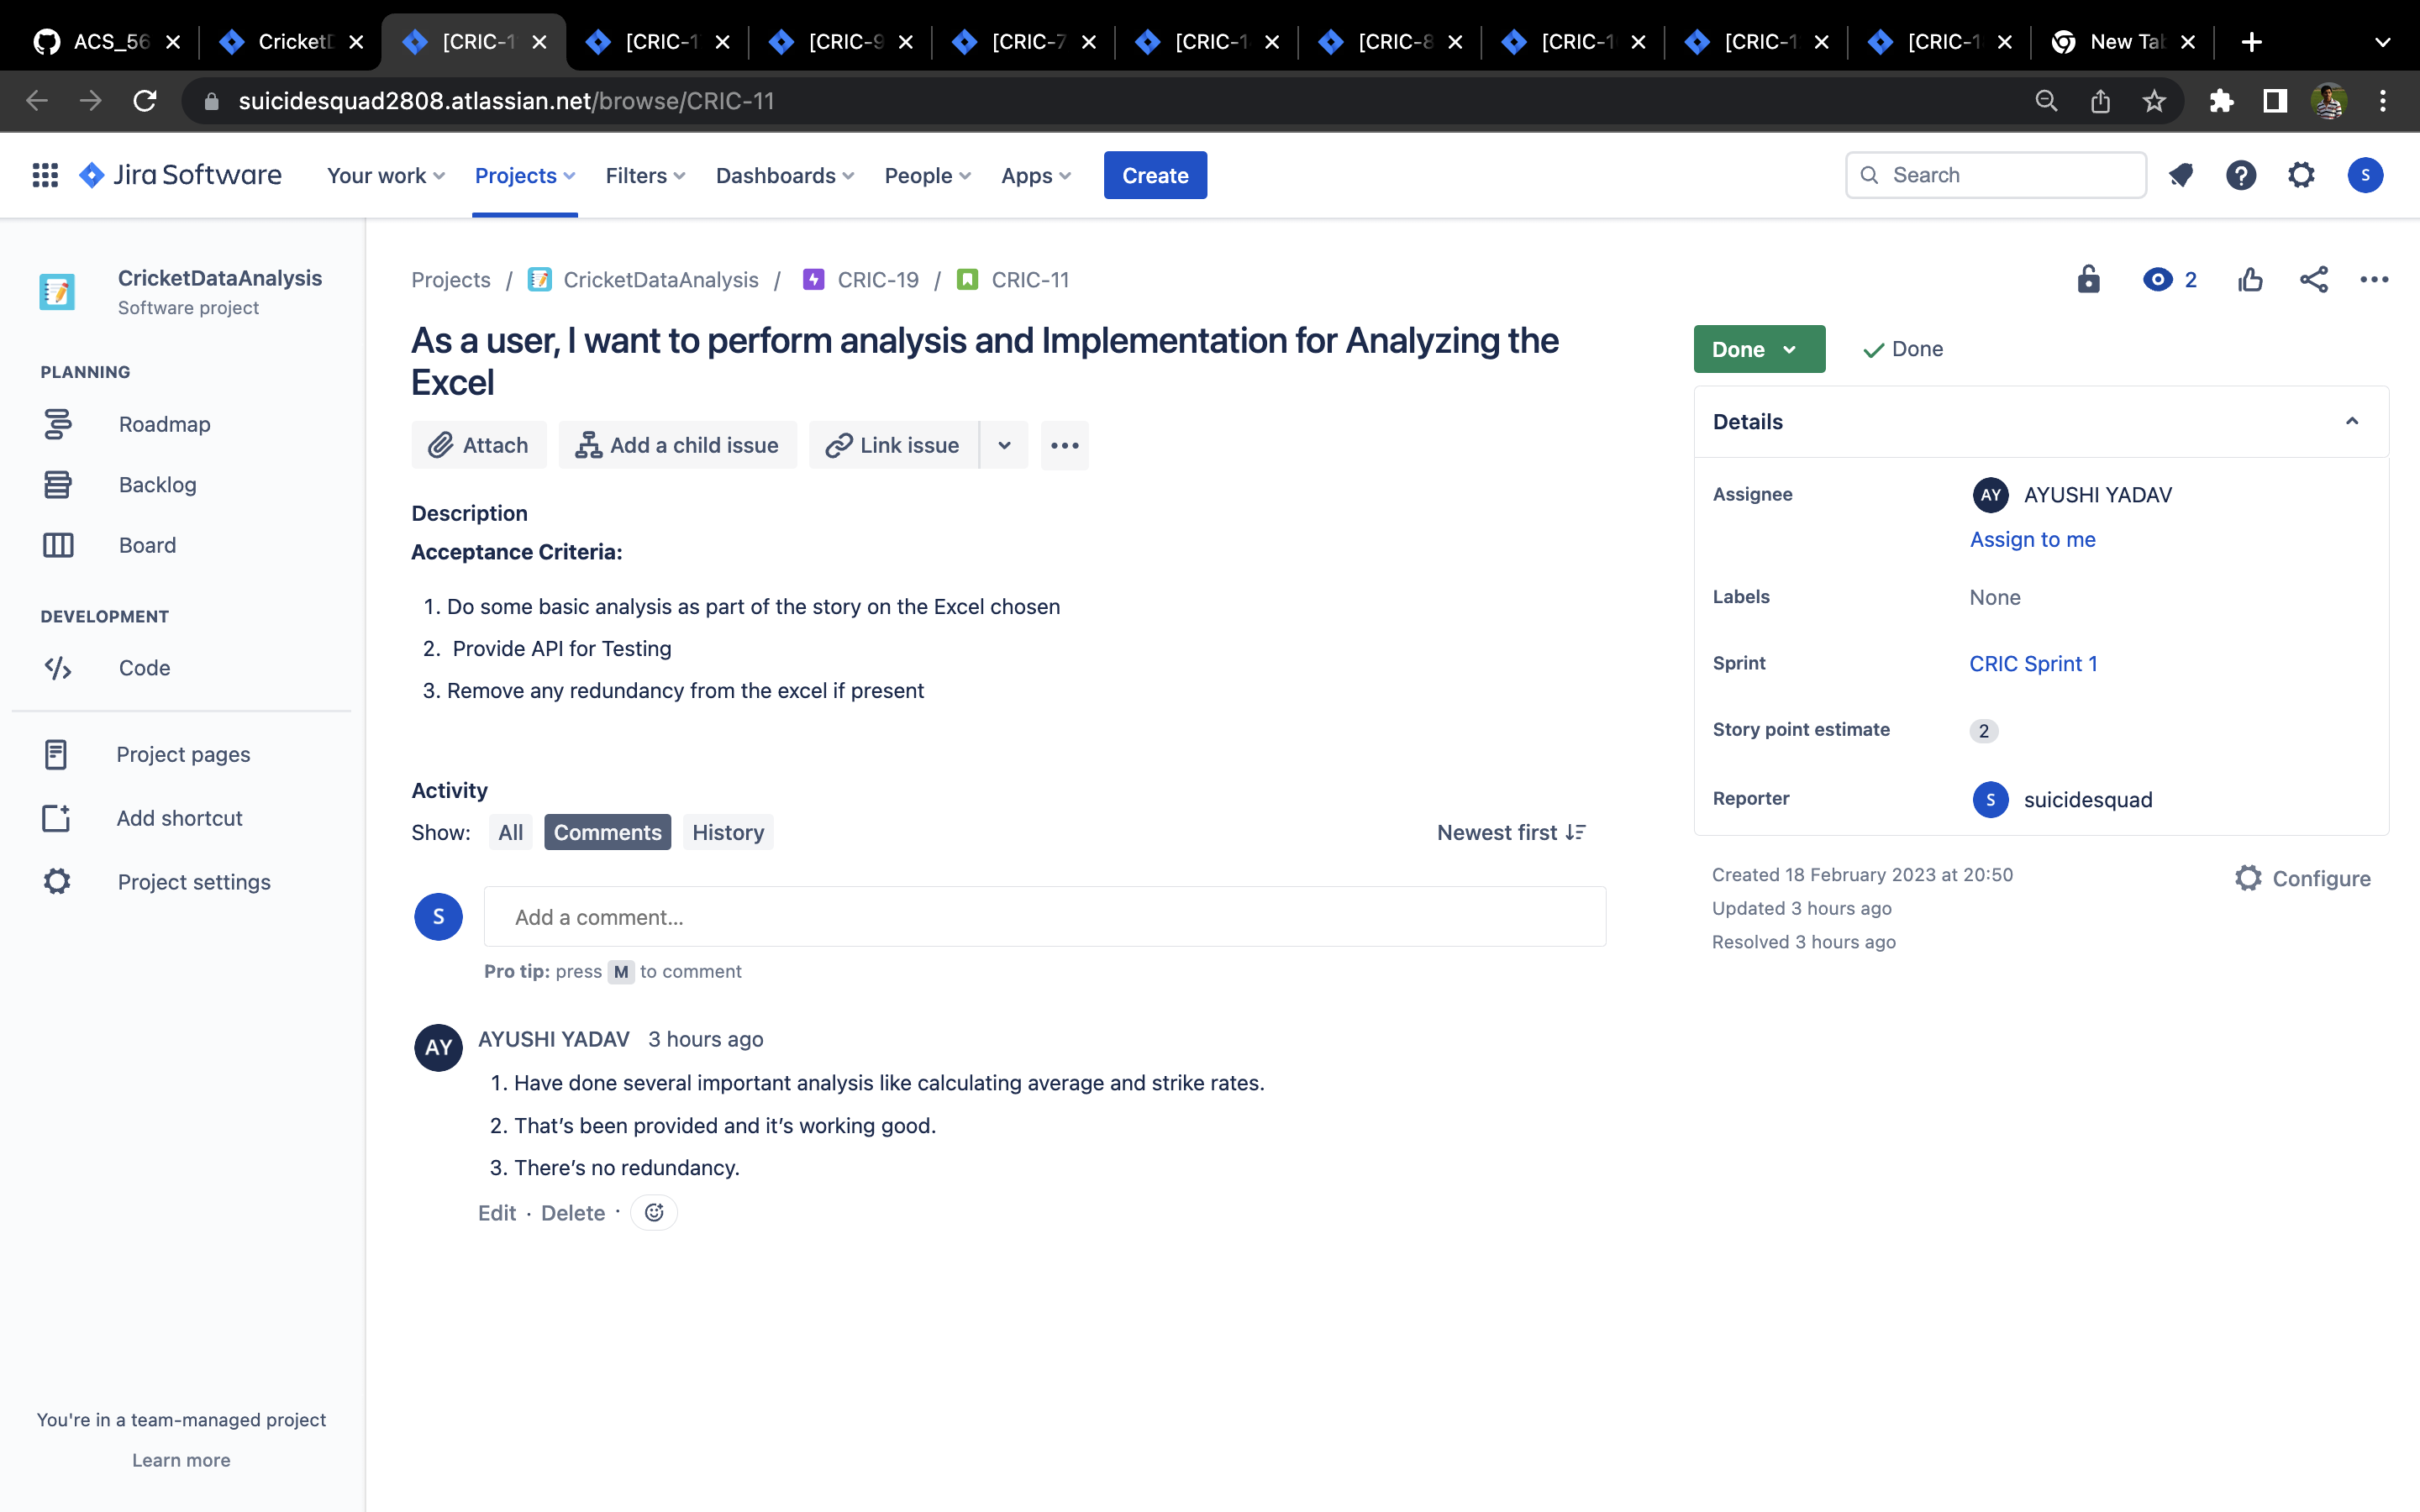 ACS_56
CricketD
[CRIC-1
[CRIC-1
[CRIC-9
[CRIC-7
[CRIC-1
[CRIC-8
[CRIC-1
[CRIC-1
[CRIC-1
New Tab
suicidesquad2808.atlassian.net/browse/CRIC-11
Jira Software
Your work
Projects
Filters
Dashboards
People
Apps
Create
Search
S
CricketDataAnalysis
Software project
PLANNING
Roadmap
Backlog
Board
DEVELOPMENT
Code
Project pages
Add shortcut
Project settings
You're in a team-managed project
Learn more
Projects / CricketDataAnalysis / CRIC-19 / CRIC-11
2
As a user, I want to perform analysis and Implementation for Analyzing the
Excel
Attach
Add a child issue
Link issue
Description
Acceptance Criteria:
1. Do some basic analysis as part of the story on the Excel chosen
2. Provide API for Testing
3. Remove any redundancy from the excel if present
Activity
Show: All Comments History
Newest first
S
Add a comment...
Pro tip: press M to comment
AY
AYUSHI YADAV 3 hours ago
1. Have done several important analysis like calculating average and strike rates.
2. That’s been provided and it’s working good.
3. There’s no redundancy.
Edit · Delete ·
Done
Done
Details
Assignee
AY AYUSHI YADAV
Assign to me
Labels
None
Sprint
CRIC Sprint 1
Story point estimate
2
Reporter
S suicidesquad
Created 18 February 2023 at 20:50
Updated 3 hours ago
Resolved 3 hours ago
Configure